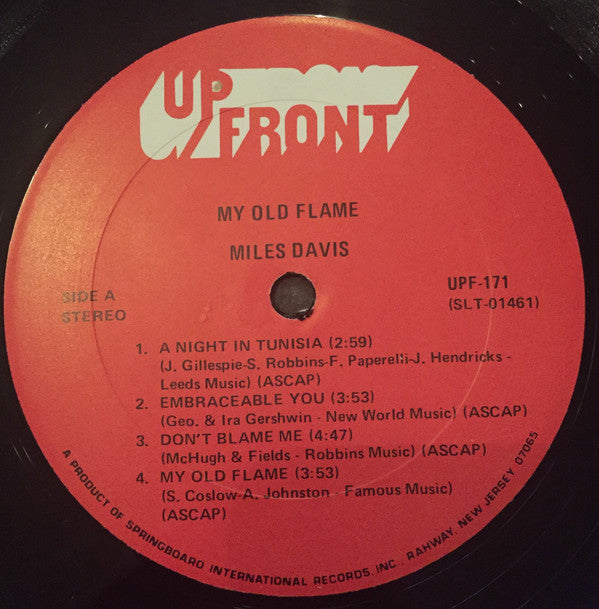 UP
FRONT
MY OLD FLAME
MILES DAVIS
SIDE A
STEREO
UPF-171
(SLT-01461)
1. A NIGHT IN TUNISIA (2:59)
(J. Gillespie-S. Robbins-F. Paperelli-J. Hendricks -
Leeds Music) (ASCAP)
2. EMBRACEABLE YOU (3:53)
(Geo. & Ira Gershwin - New World Music) (ASCAP)
3. DON'T BLAME ME (4:47)
(McHugh & Fields - Robbins Music) (ASCAP)
4. MY OLD FLAME (3:53)
(S. Coslow-A. Johnston - Famous Music)
(ASCAP)
A PRODUCT OF SPRINGBOARD INTERNATIONAL RECORDS, INC. RAHWAY, NEW JERSEY 07065